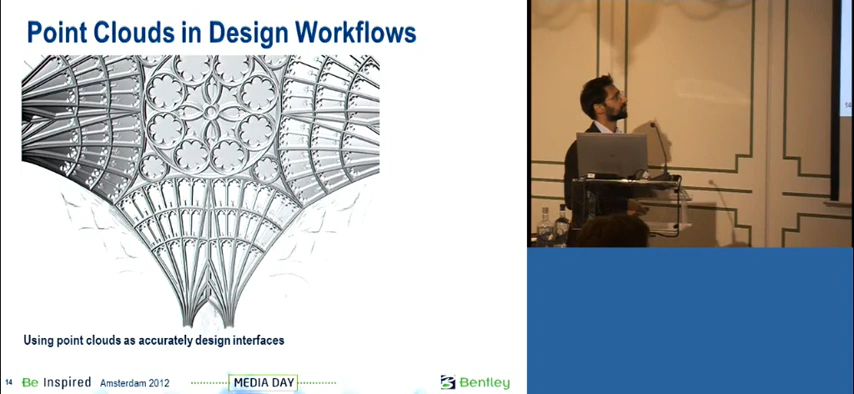 Point Clouds in Design Workflows
Using point clouds as accurately design interfaces
14 Be Inspired Amsterdam 2012 MEDIA DAY Bentley
14